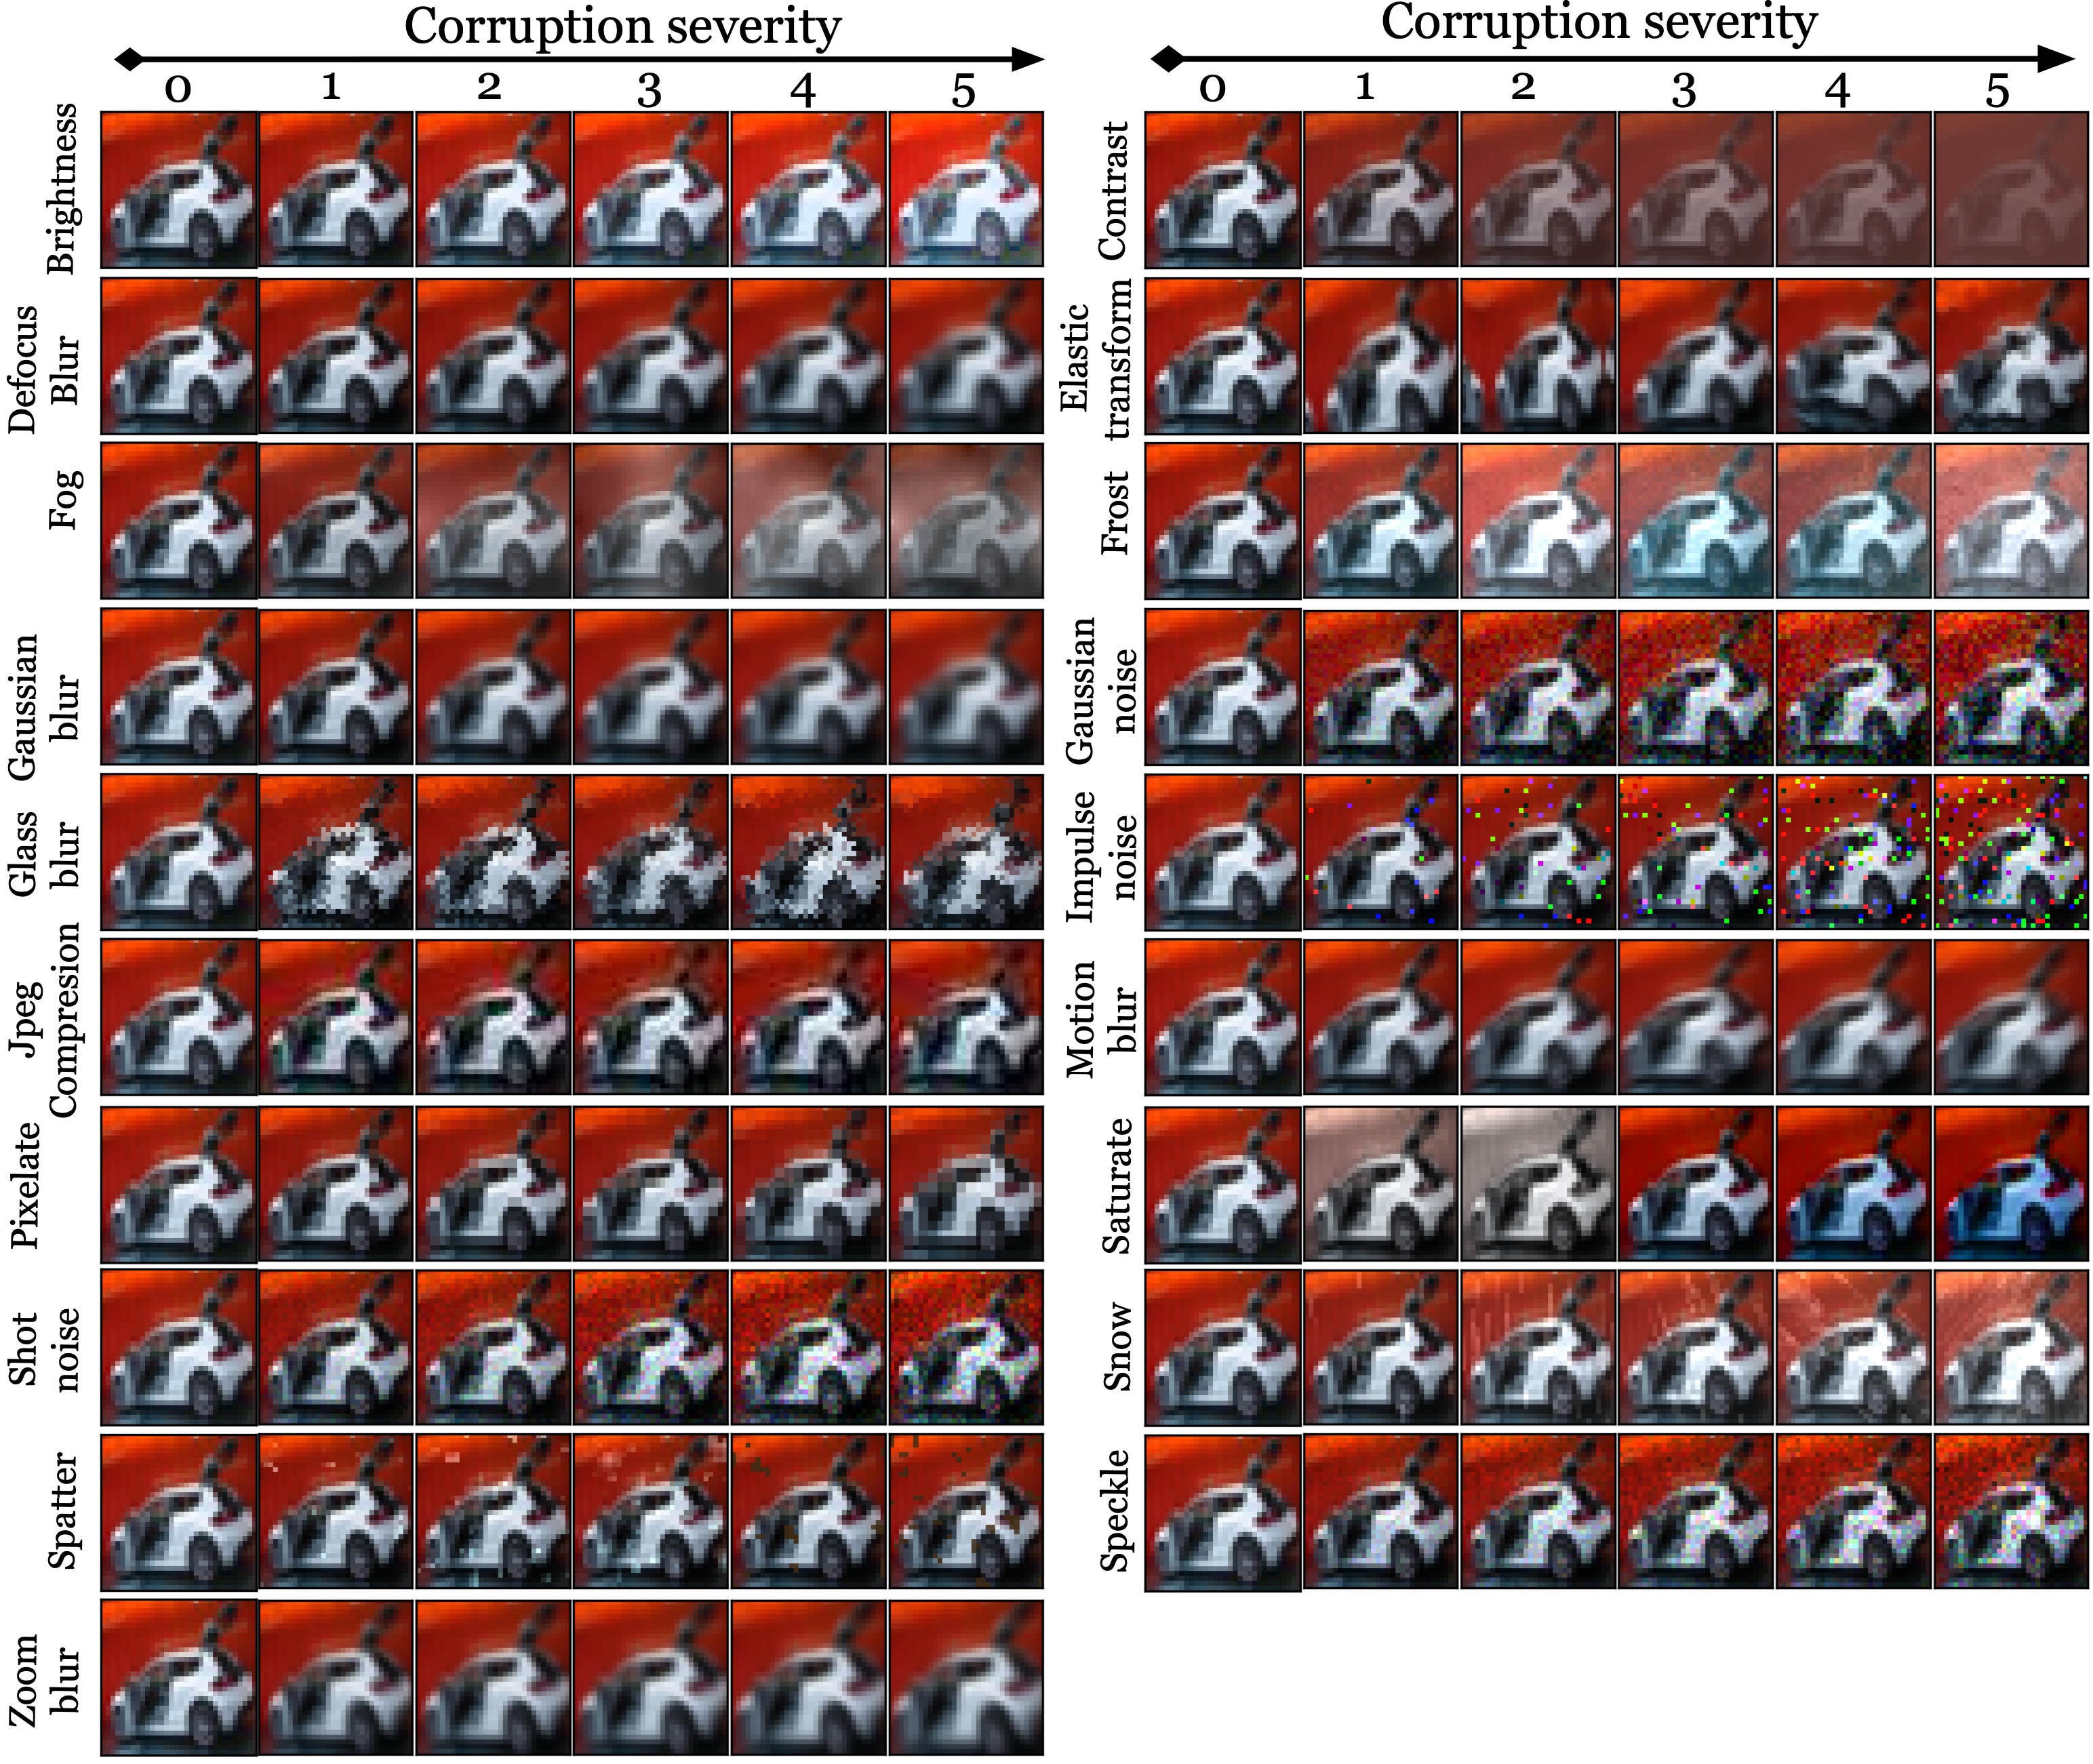 Corruption severity
0 1 2 3 4 5
Brightness
Defocus
Blur
Fog
Gaussian
blur
Glass
blur
Jpeg
Compresion
Pixelate
Shot
noise
Spatter
Zoom
blur
Corruption severity
0 1 2 3 4 5
Contrast
Elastic
transform
Frost
Gaussian
noise
Impulse
noise
Motion
blur
Saturate
Snow
Speckle